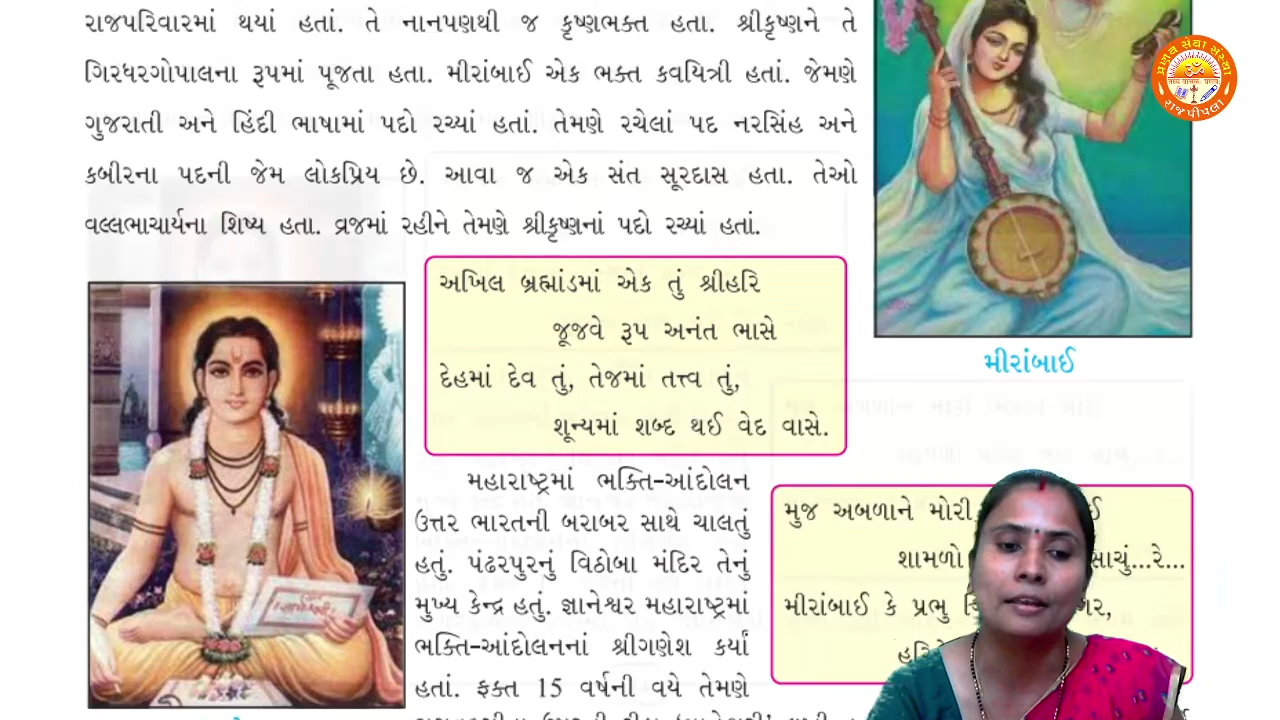 રાજપરિવારમાં થયાં હતાં. તે નાનપણથી જ કૃષ્ણભક્ત હતા. શ્રીકૃષ્ણને તે
ગિરધરગોપાલના રૂપમાં પૂજતા હતા. મીરાંબાઈ એક ભક્ત કવયિત્રી હતાં. જેમણે
ગુજરાતી અને હિંદી ભાષામાં પદો રચ્યાં હતાં. તેમણે રચેલાં પદ નરસિંહ અને
કબીરના પદની જેમ લોકપ્રિય છે. આવા જ એક સંત સૂરદાસ હતા. તેઓ
વલ્લભાચાર્યના શિષ્ય હતા. વ્રજમાં રહીને તેમણે શ્રીકૃષ્ણનાં પદો રચ્યાં હતાં.
પ્રણવ સેવા સંસ્થા
રાજપીપલા
મીરાંબાઈ
અખિલ બ્રહ્માંડમાં એક તું શ્રીહરિ
જૂજવે રૂપ અનંત ભાસે
દેહમાં દેવ તું, તેજમાં તત્ત્વ તું,
શૂન્યમાં શબ્દ થઈ વેદ વાસે.
મહારાષ્ટ્રમાં ભક્તિ-આંદોલન
ઉત્તર ભારતની બરાબર સાથે ચાલતું
હતું. પંઢરપુરનું વિઠોબા મંદિર તેનું
મુખ્ય કેન્દ્ર હતું. જ્ઞાનેશ્વર મહારાષ્ટ્રમાં
ભક્તિ-આંદોલનનાં શ્રીગણેશ કર્યાં
હતાં. ફક્ત 15 વર્ષની વયે તેમણે
મુજ અબળાને મોરી
શામળો સાચું...રે...
મીરાંબાઈ કે પ્રભુ